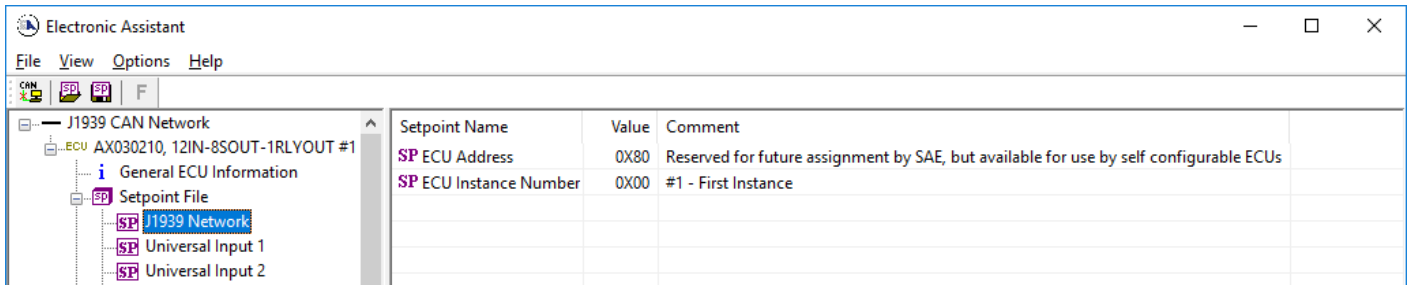 Electronic Assistant
File View Options Help
CAN SP SP F
J1939 CAN Network
ECU AX030210, 12IN-8SOUT-1RLYOUT #1
i General ECU Information
SP Setpoint File
SP J1939 Network
SP Universal Input 1
SP Universal Input 2
Setpoint Name Value Comment
SP ECU Address 0X80 Reserved for future assignment by SAE, but available for use by self configurable ECUs
SP ECU Instance Number 0X00 #1 - First Instance